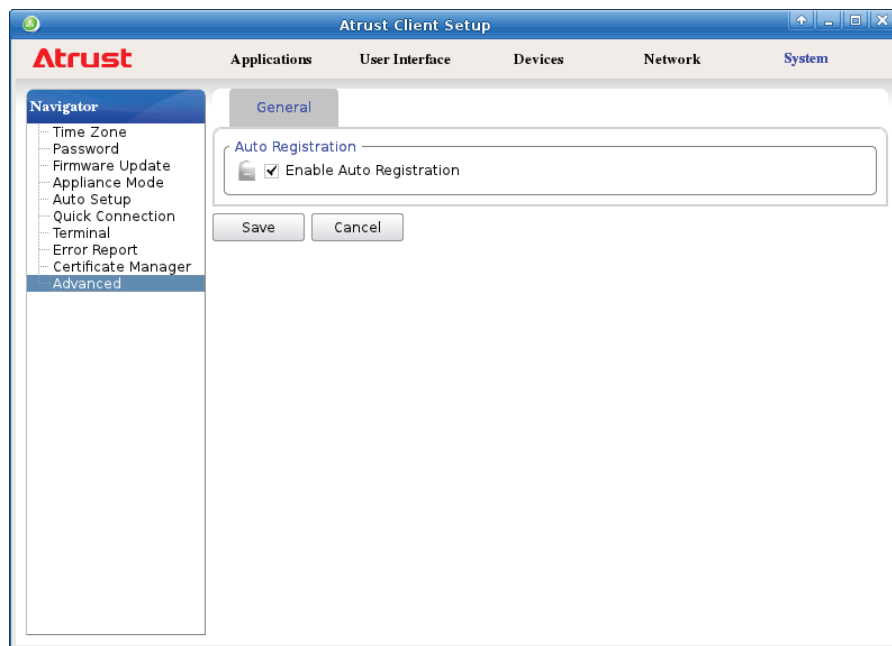 Atrust Client Setup
Atrust
Applications User Interface Devices Network System
Navigator
Time Zone
Password
Firmware Update
Appliance Mode
Auto Setup
Quick Connection
Terminal
Error Report
Certificate Manager
Advanced
General
Auto Registration
Enable Auto Registration
Save Cancel